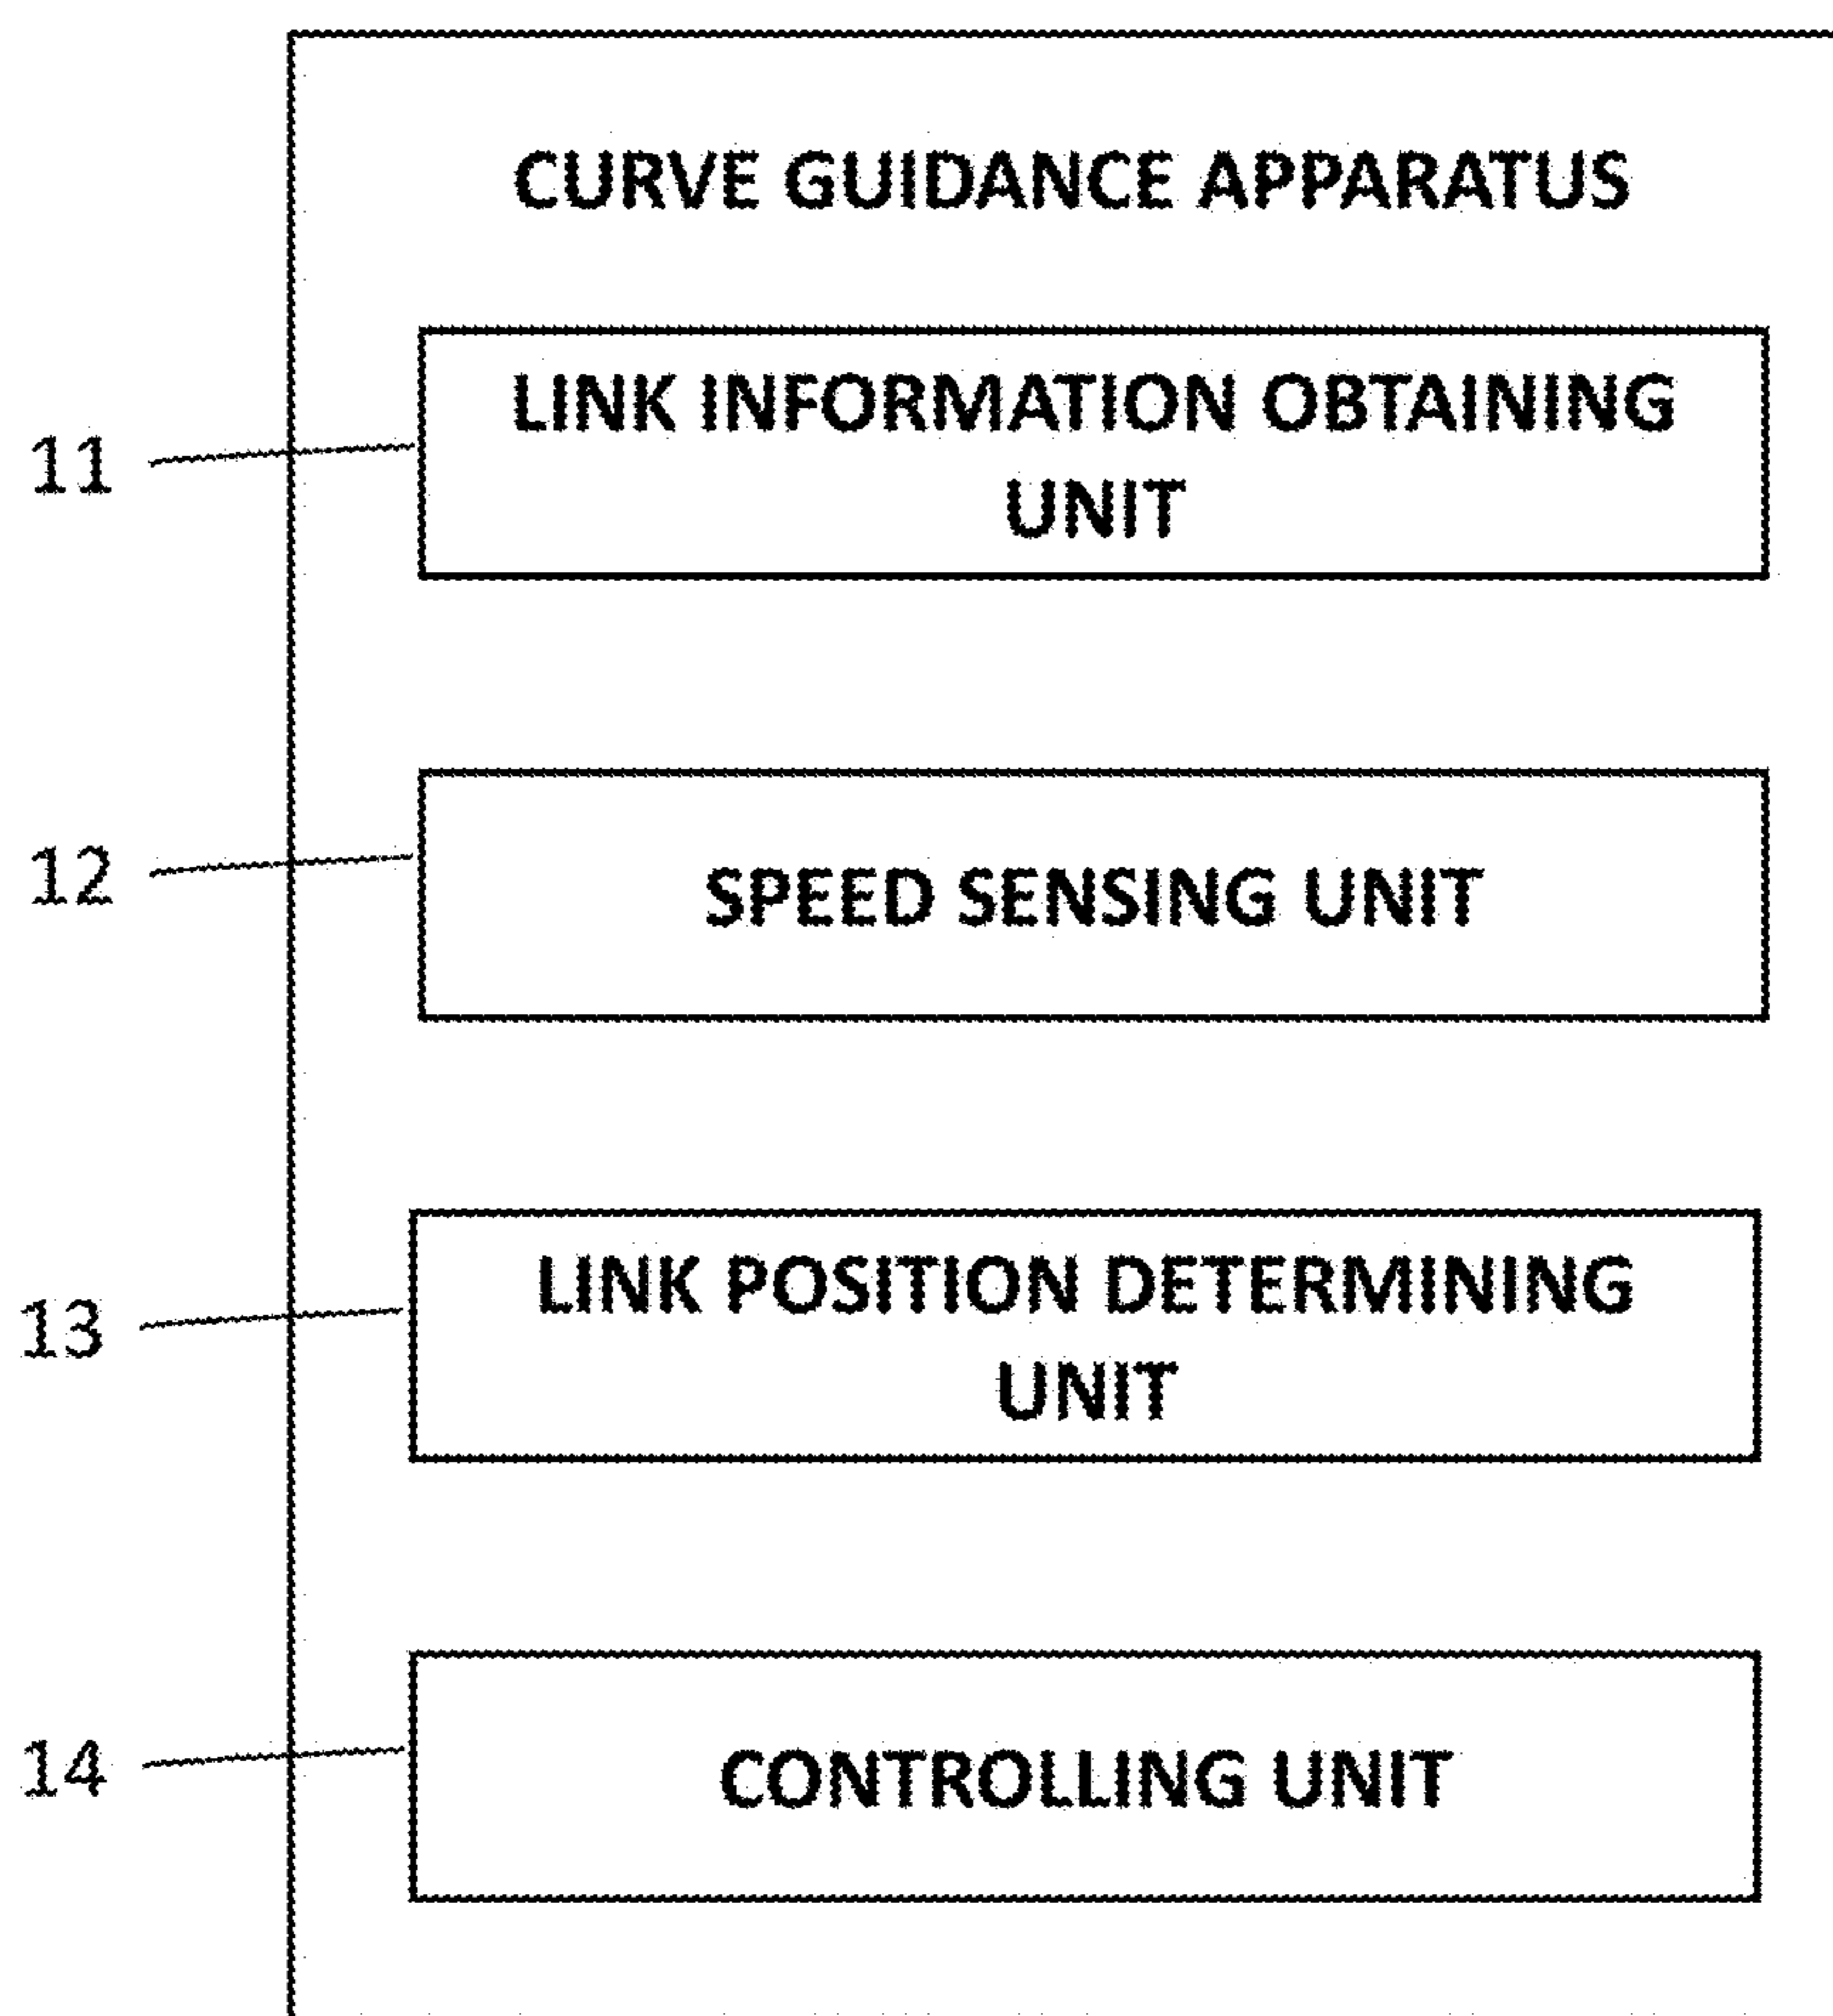 CURVE GUIDANCE APPARATUS
11
LINK INFORMATION OBTAINING
UNIT
12
SPEED SENSING UNIT
13
LINK POSITION DETERMINING
UNIT
14
CONTROLLING UNIT